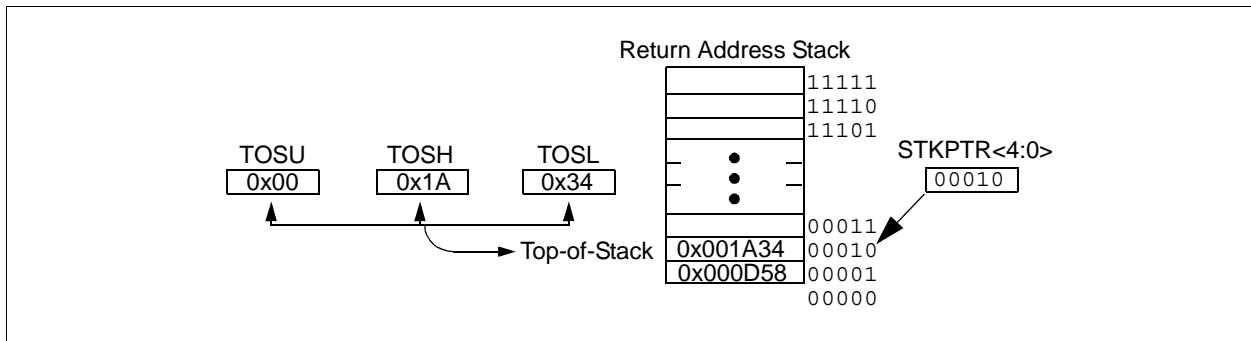 Return Address Stack
11111
11110
11101
TOSU TOSH TOSL STKPTR<4:0>
0x00 0x1A 0x34 00010
00011
Top-of-Stack 0x001A34 00010
0x000D58 00001
00000